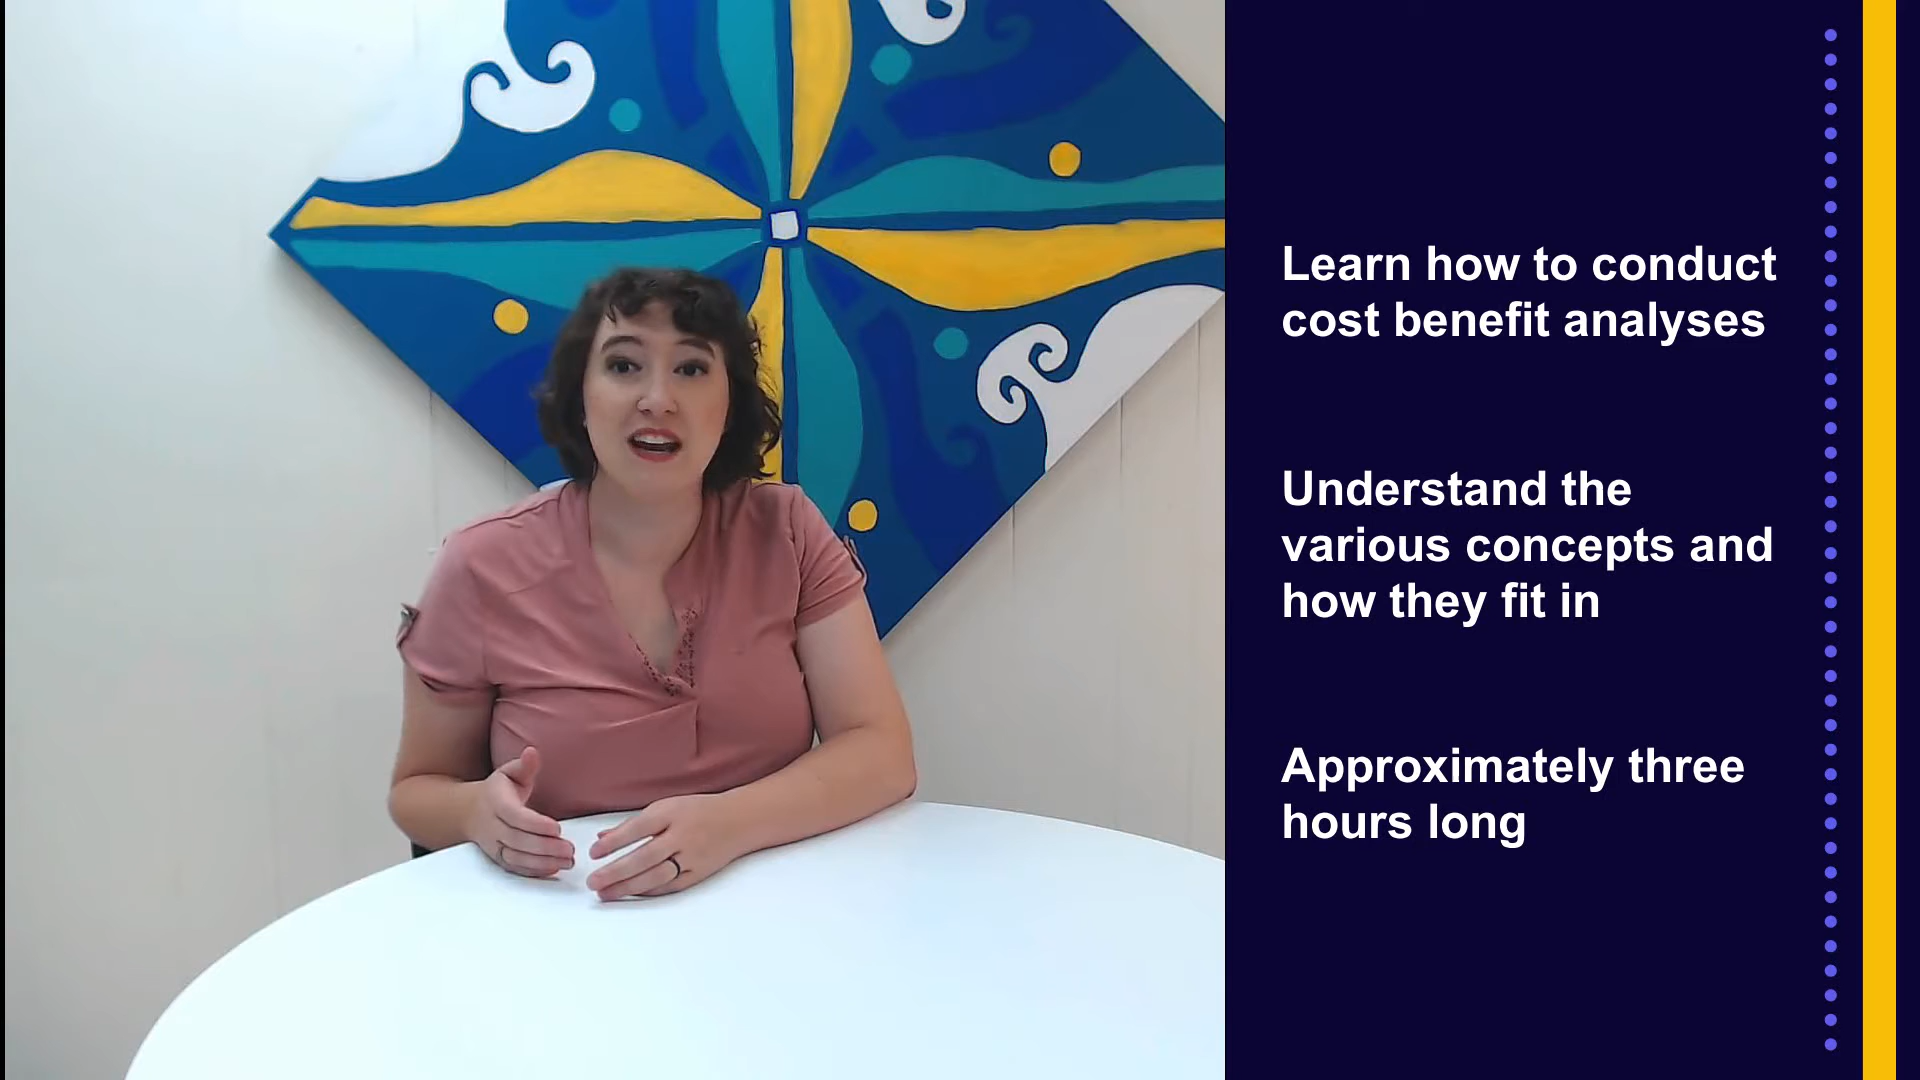 Learn how to conduct
cost benefit analyses
Understand the
various concepts and
how they fit in
Approximately three
hours long